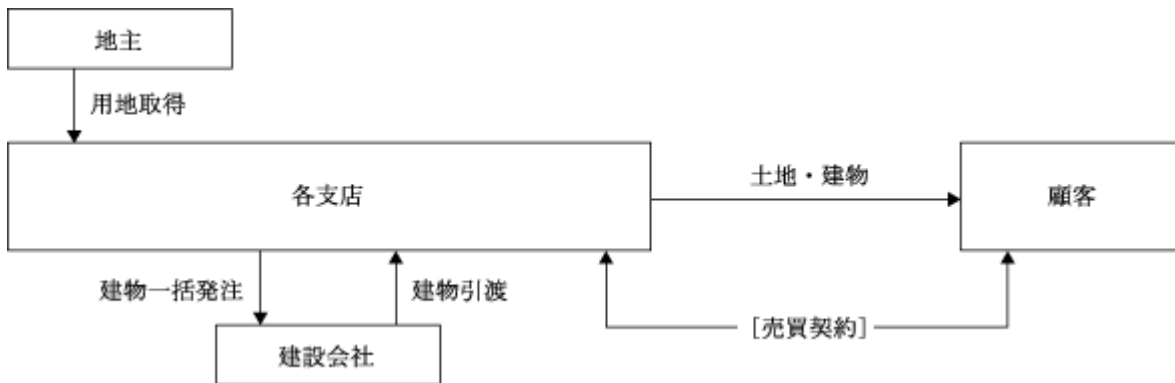 地主
用地取得
各支店
土地・建物
顧客
建物一括発注
建物引渡
[売買契約]
建設会社